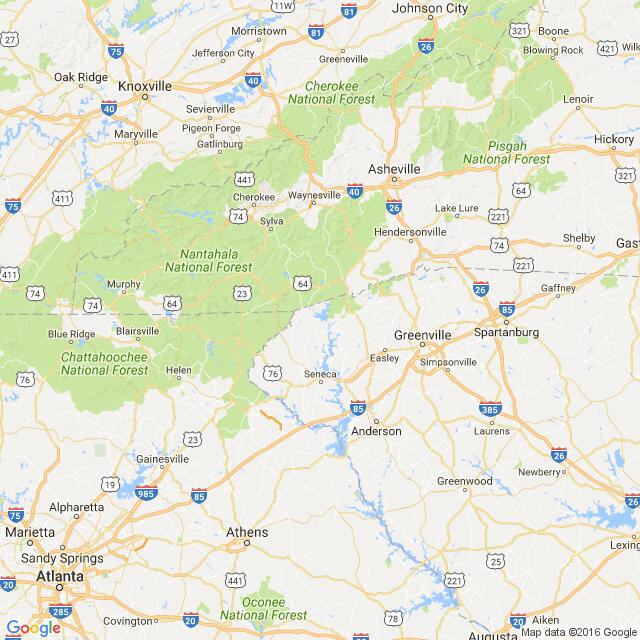 Johnson City
11W
81
321
27
Morristown
Boone
75
81
26
421
Wilk
Jefferson City
Greeneville
Blowing Rock
Oak Ridge
Knoxville
40
Cherokee
National Forest
Lenoir
40
Sevierville
Maryville
Pigeon Forge
Gatlinburg
Hickory
Pisgah
National Forest
441
Asheville
321
411
Cherokee
Waynesville
40
64
75
74
26
Lake Lure
221
Sylva
Hendersonville
Shelby
74
Gast
Nantahala
National Forest
411
221
Murphy
64
74
74
64
23
26
Gaffney
85
Blue Ridge
Blairsville
Greenville
Spartanburg
Chattahoochee
National Forest
Easley
Simpsonville
76
Helen
76
Seneca
85
385
Anderson
Laurens
23
26
Gainesville
Newberry
19
985
85
Greenwood
26
Alpharetta
75
Marietta
Athens
Lexing
Sandy Springs
25
20
Atlanta
441
221
285
Oconee
National Forest
Covington
20
78
20
Aiken
Google
Augusta
Map data ©2016 Google